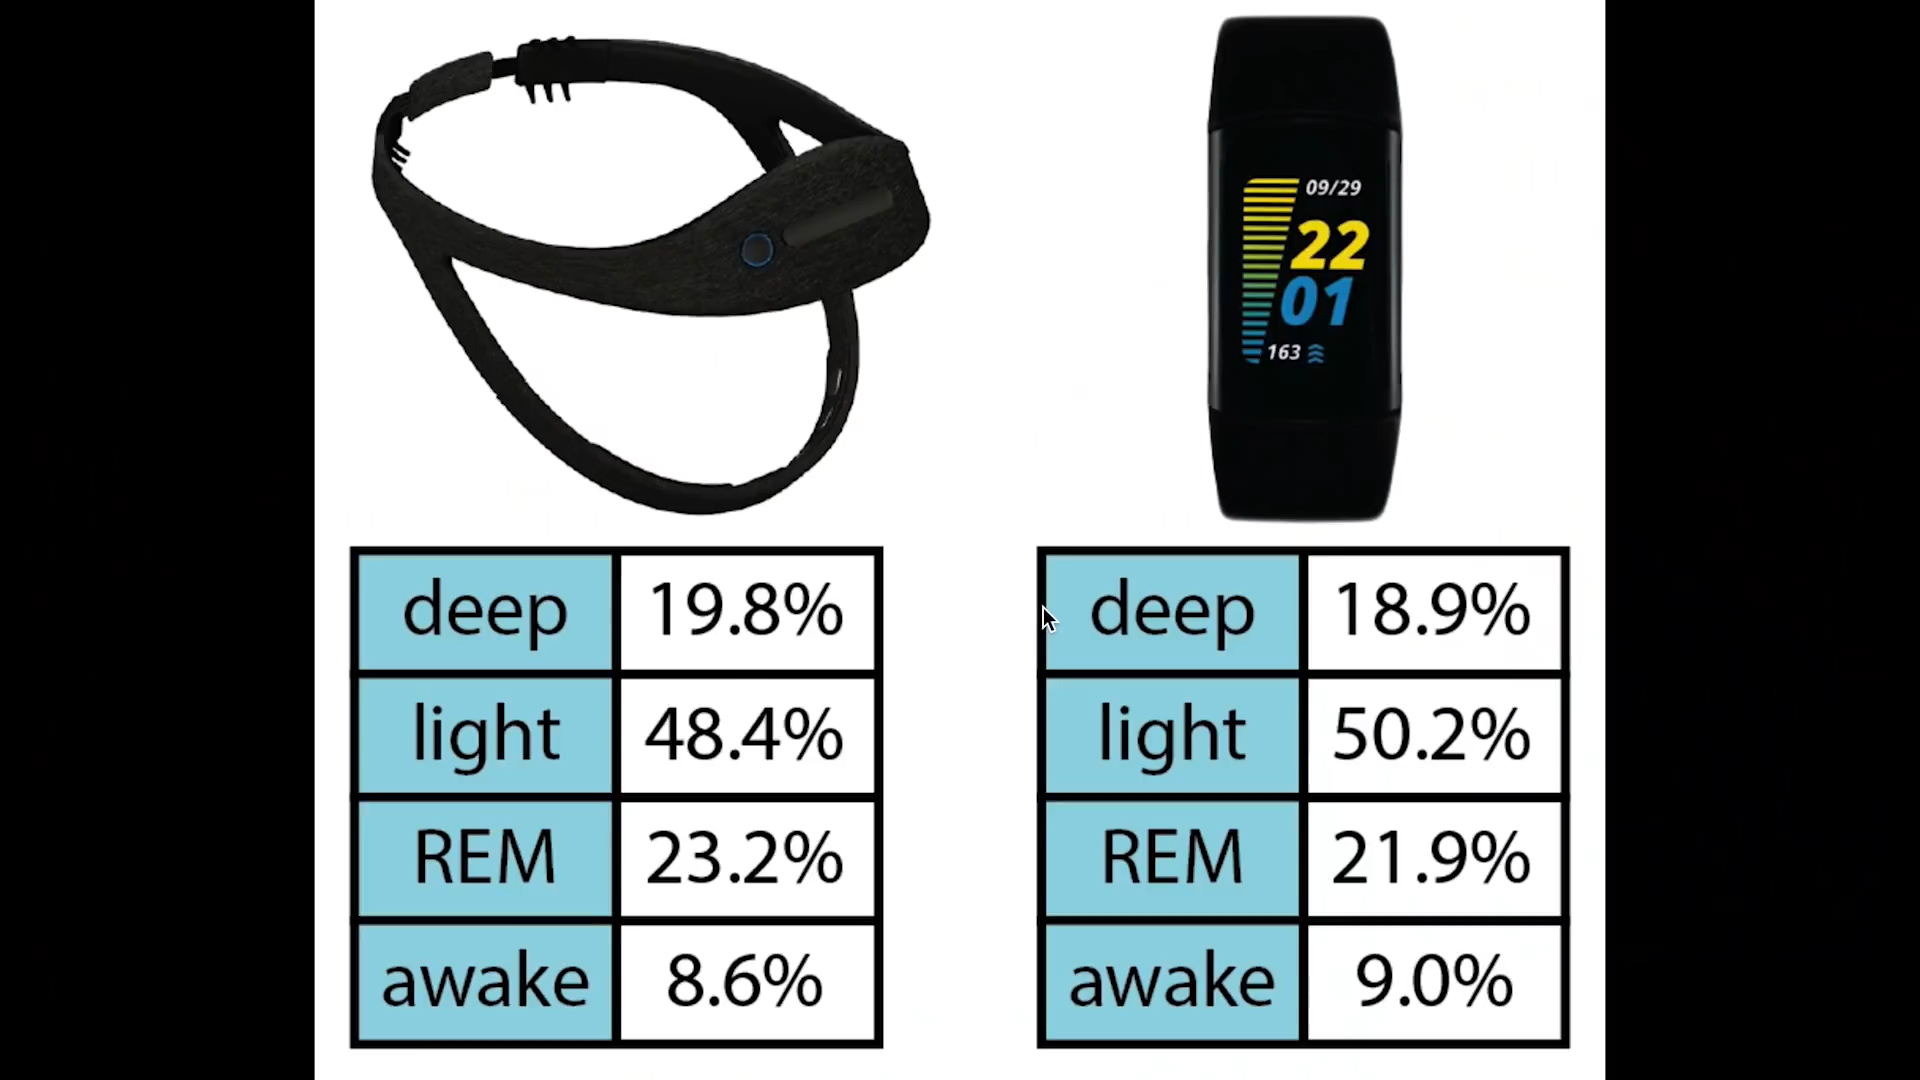 09/29
22
01
163
deep 19.8%
light 48.4%
REM 23.2%
awake 8.6%
deep 18.9%
light 50.2%
REM 21.9%
awake 9.0%